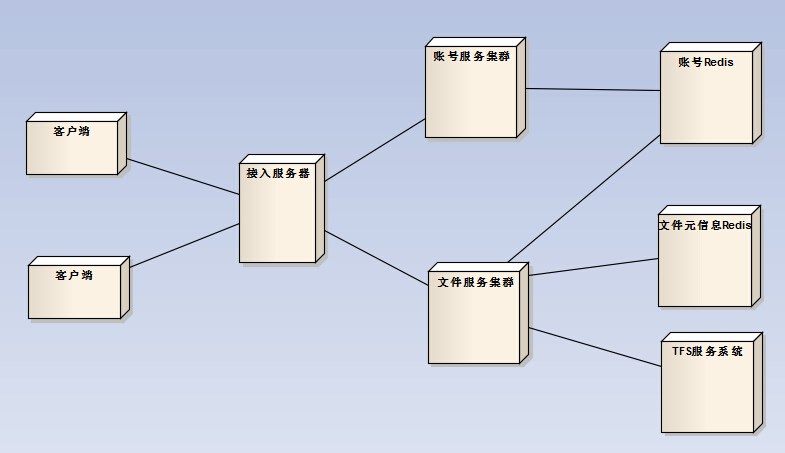 账号服务集群
账号Redis
客户端
接入服务器
文件元信息Redis
客户端
文件服务集群
TFS服务系统